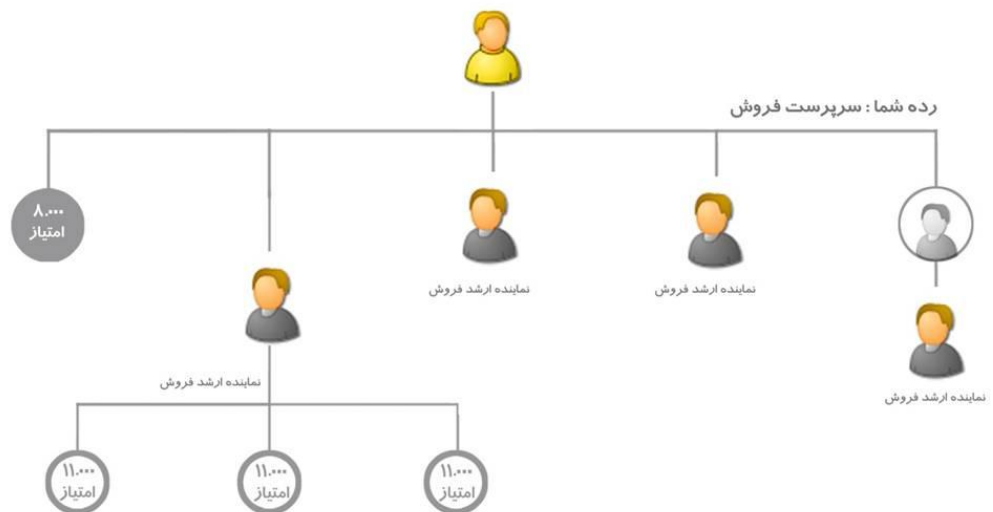 رده شما : سرپرست فروش
۸.۰۰۰
امتیاز
نماینده ارشد فروش
نماینده ارشد فروش
نماینده ارشد فروش
نماینده ارشد فروش
۱۱.۰۰۰
امتیاز
۱۱.۰۰۰
امتیاز
۱۱.۰۰۰
امتیاز